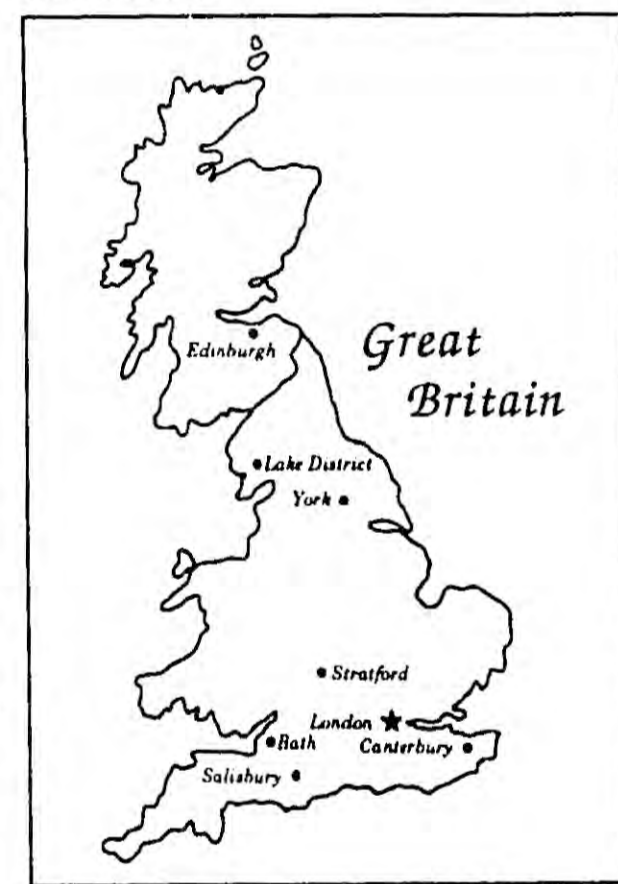 Great
Britain
Edinburgh
Lake District
York
Stratford
London
Bath
Canterbury
Salisbury